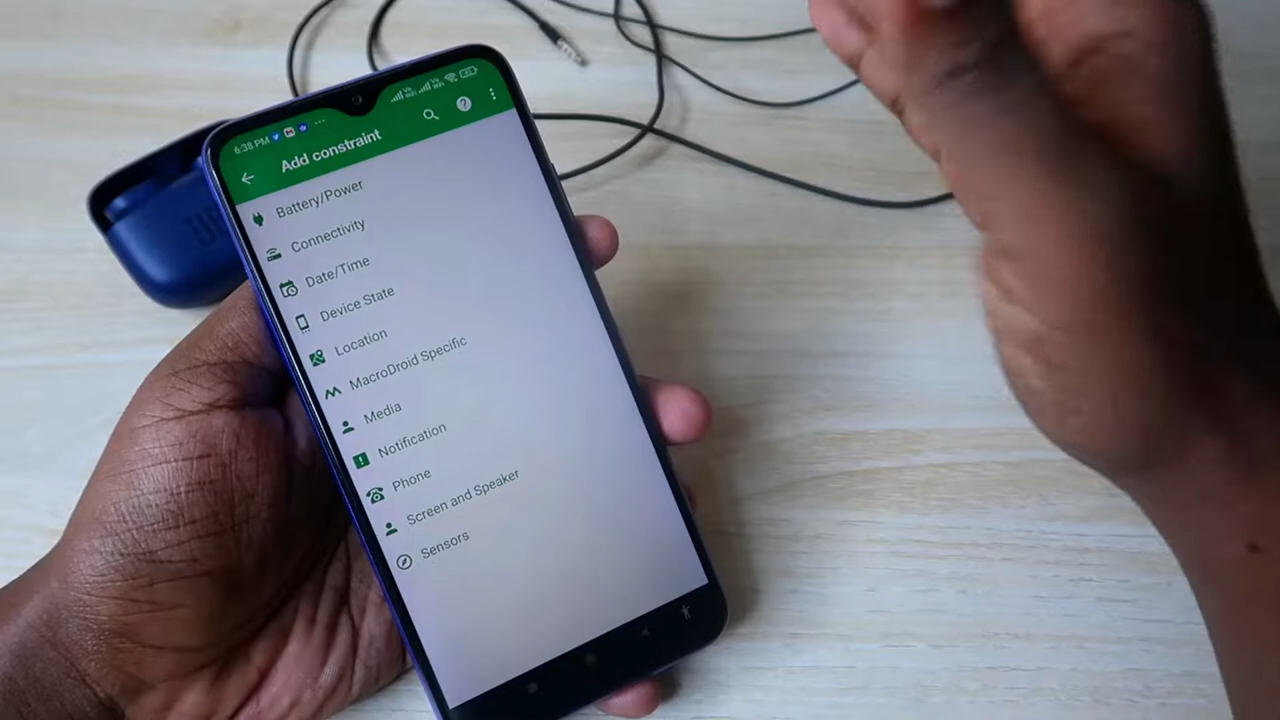 6:38 PM
Add constraint
Battery/Power
Connectivity
Date/Time
Device State
Location
MacroDroid Specific
Media
Notification
Phone
Screen and Speaker
Sensors